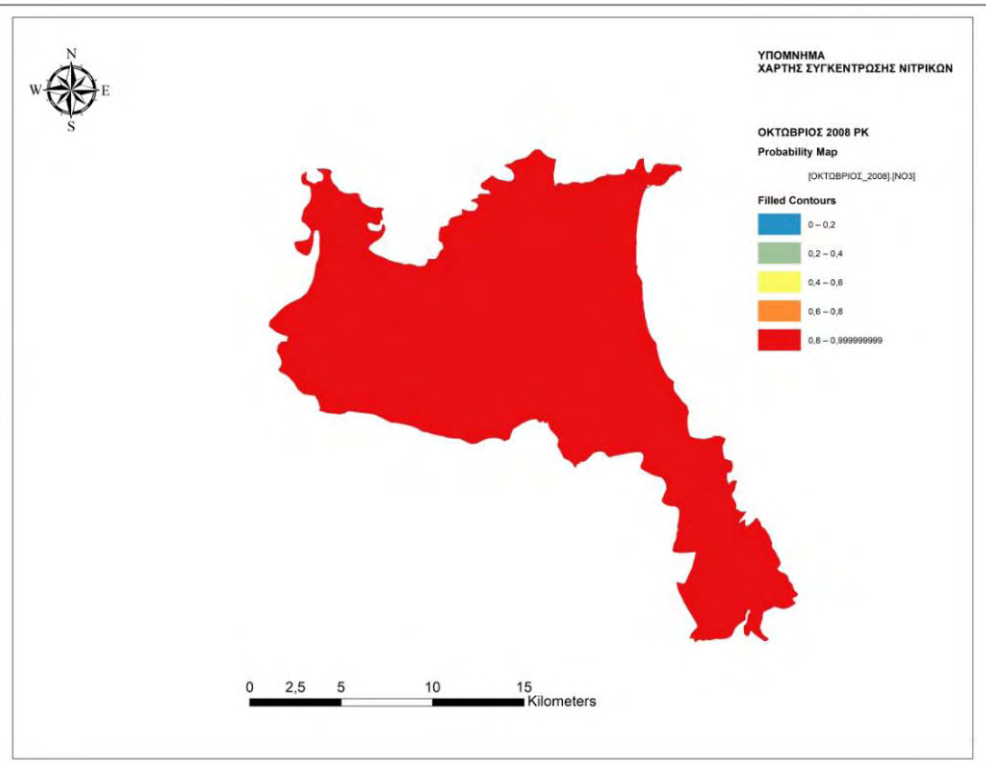 N
W E
S
ΥΠΟΜΝΗΜΑ
ΧΑΡΤΗΣ ΣΥΓΚΕΝΤΡΩΣΗΣ ΝΙΤΡΙΚΩΝ
ΟΚΤΩΒΡΙΟΣ 2008 PK
Probability Map
[ΟΚΤΩΒΡΙΟΣ_2008].[NO3]
Filled Contours
0 – 0,2
0,2 – 0,4
0,4 – 0,6
0,6 – 0,8
0,8 – 0,999999999
0 2,5 5 10 15
Kilometers